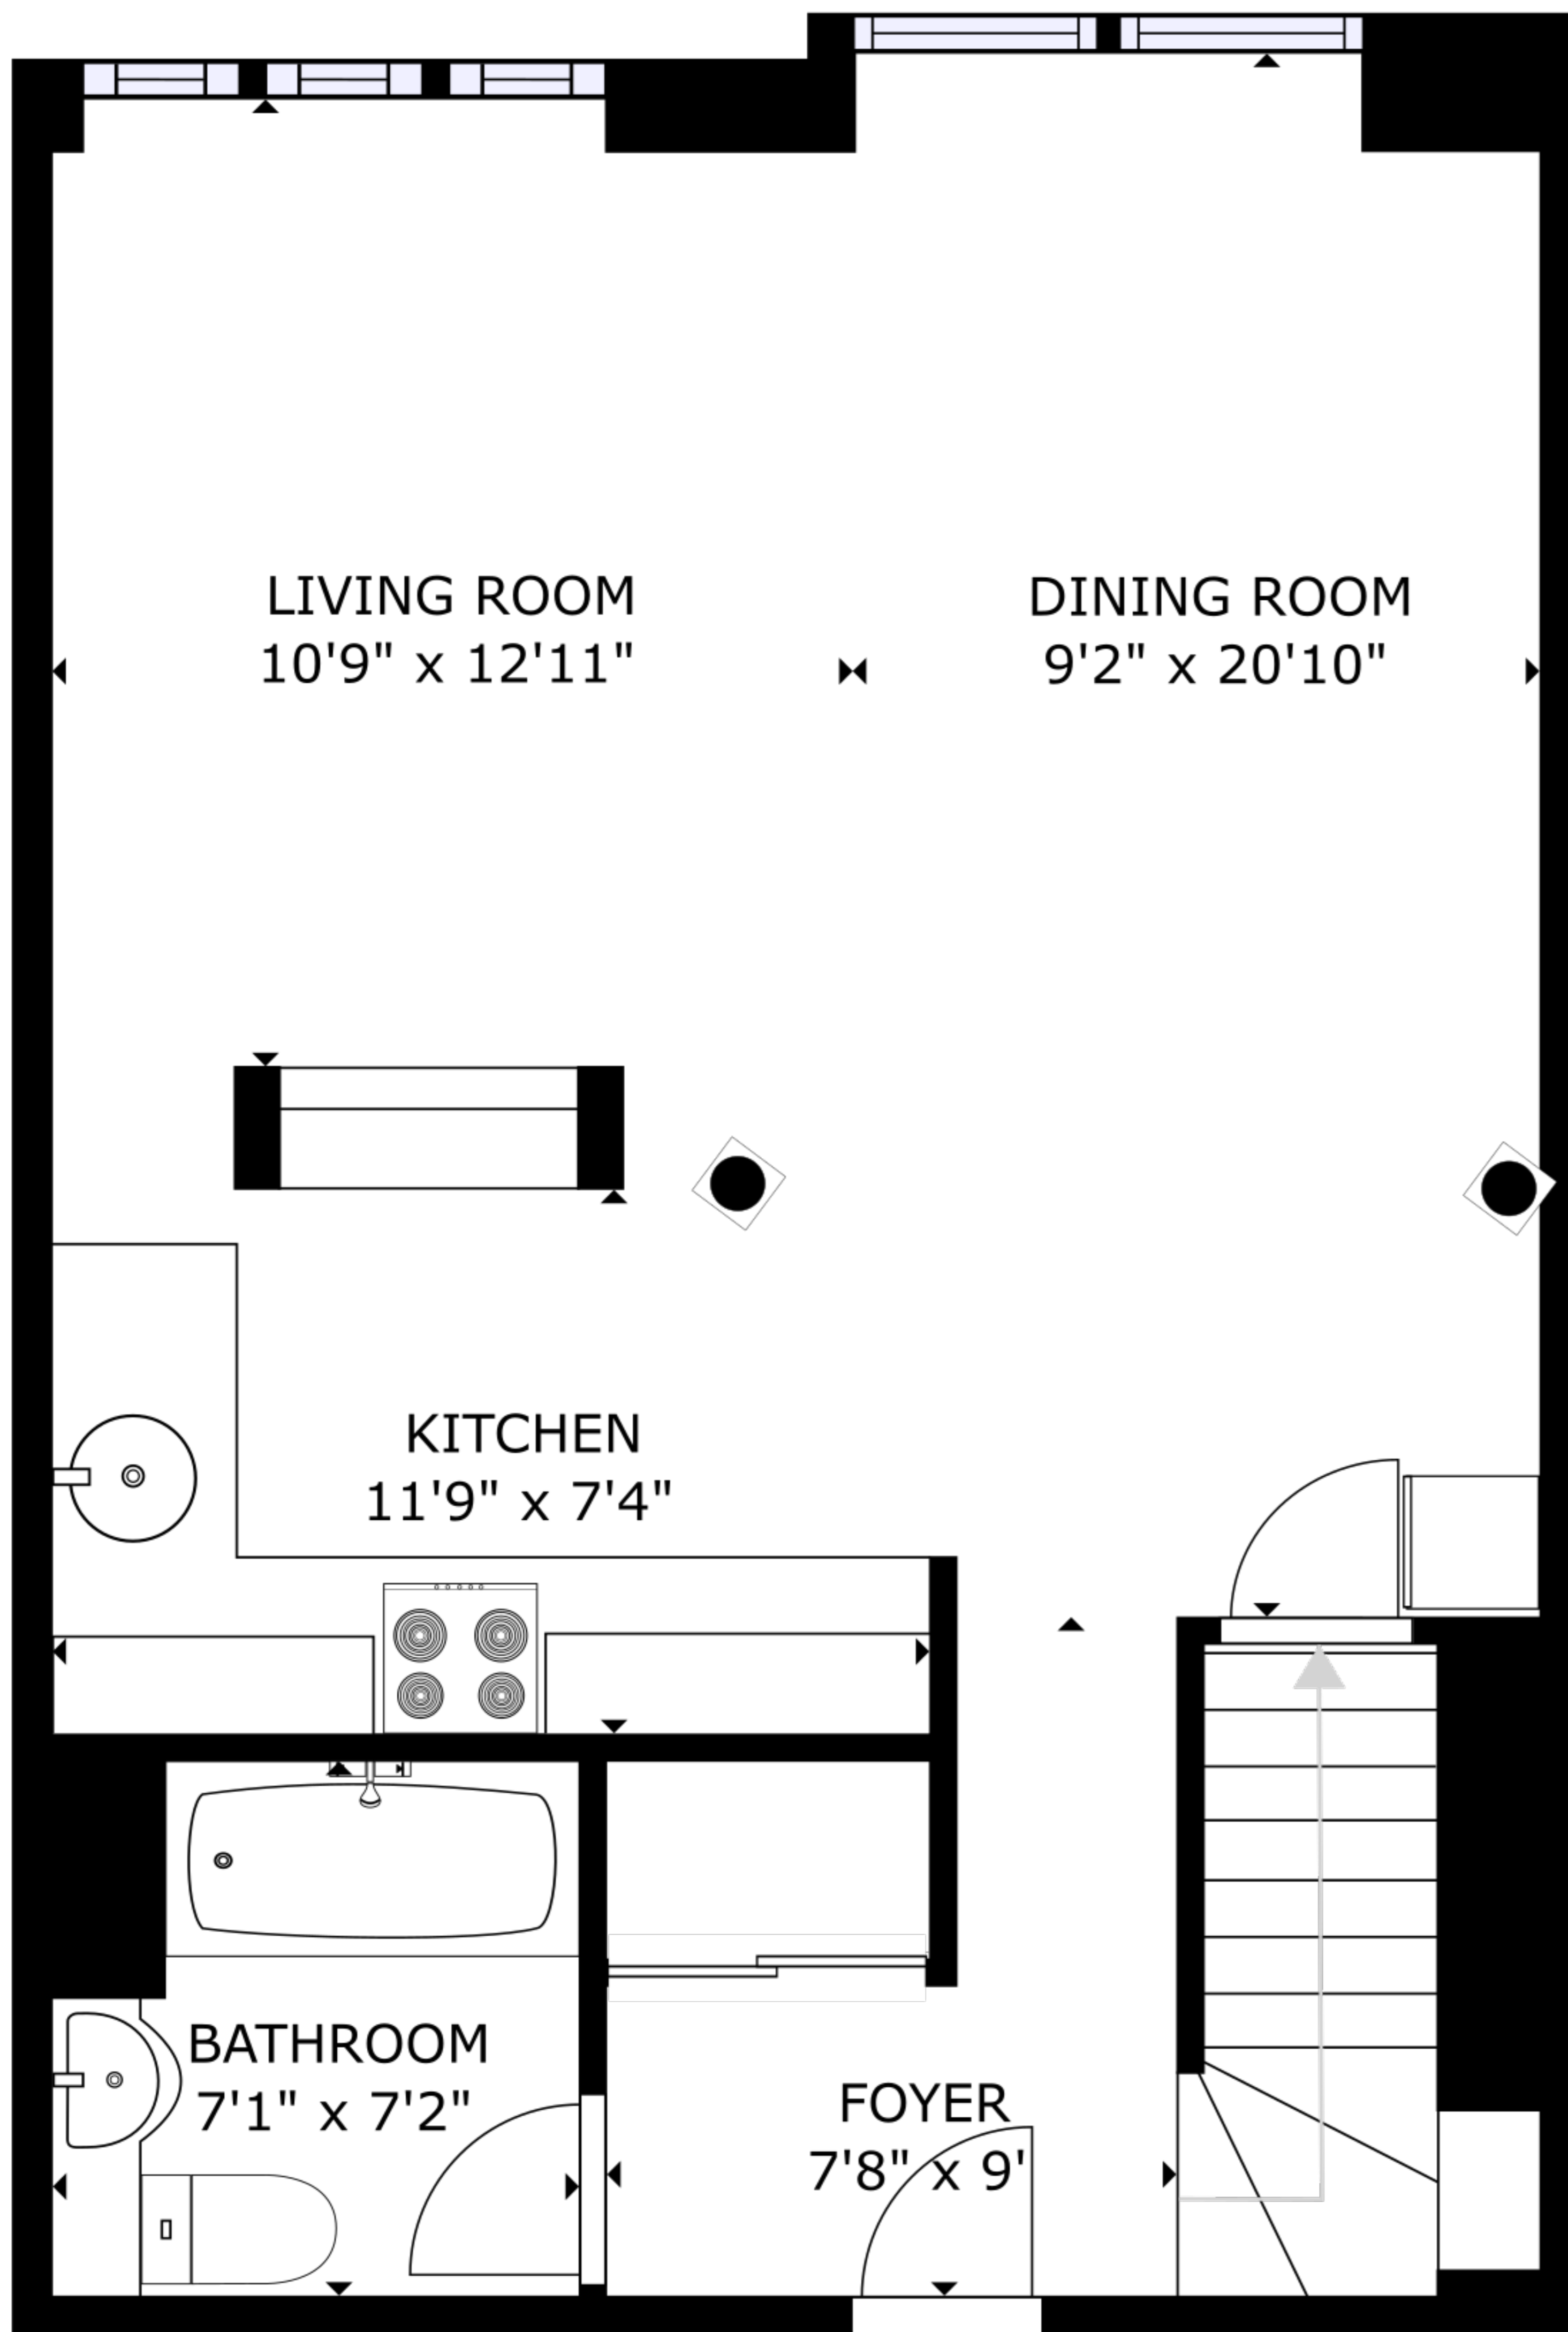 LIVING ROOM
10'9" x 12'11"
DINING ROOM
9'2" x 20'10"
KITCHEN
11'9" x 7'4"
BATHROOM
7'1" x 7'2"
FOYER
7'8" x 9'